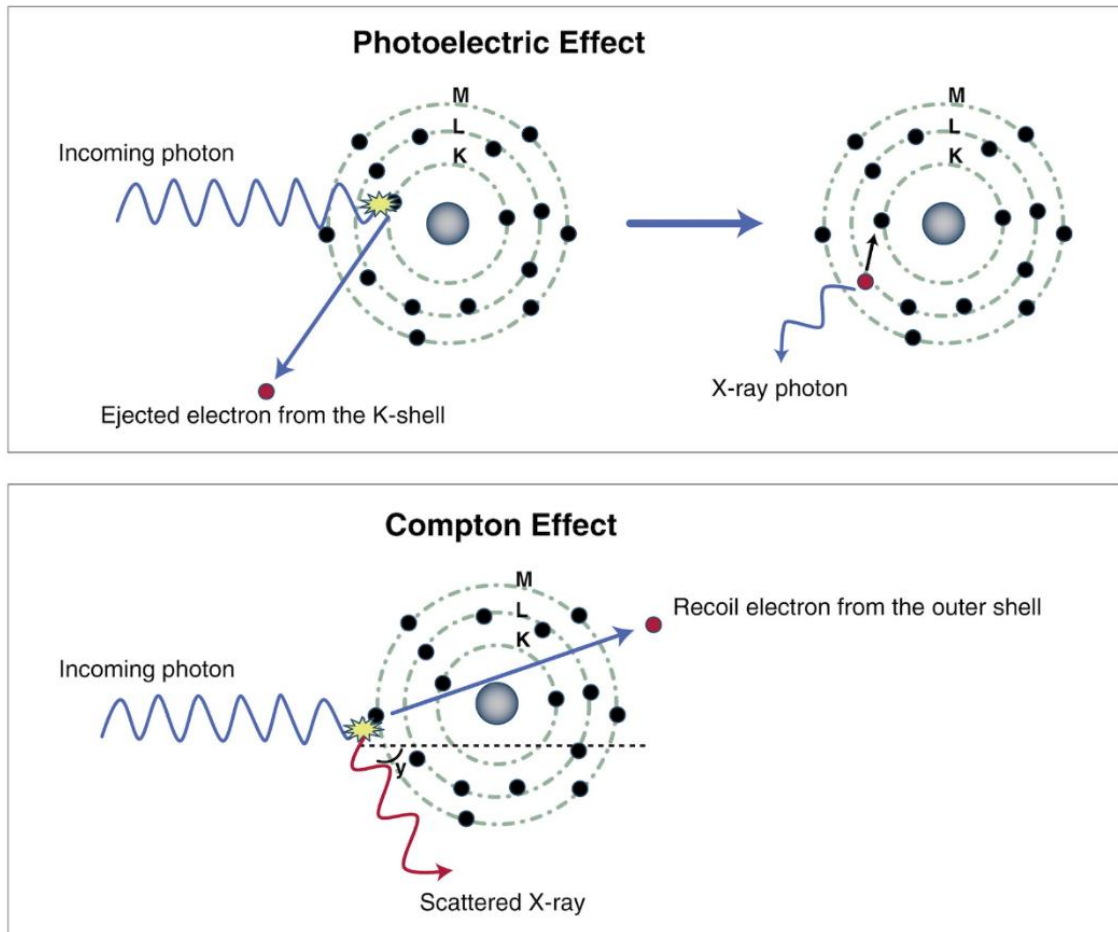 Photoelectric Effect
M
L
K
Incoming photon
Ejected electron from the K-shell
M
L
K
X-ray photon
Compton Effect
M
L
K
Recoil electron from the outer shell
Incoming photon
y
Scattered X-ray